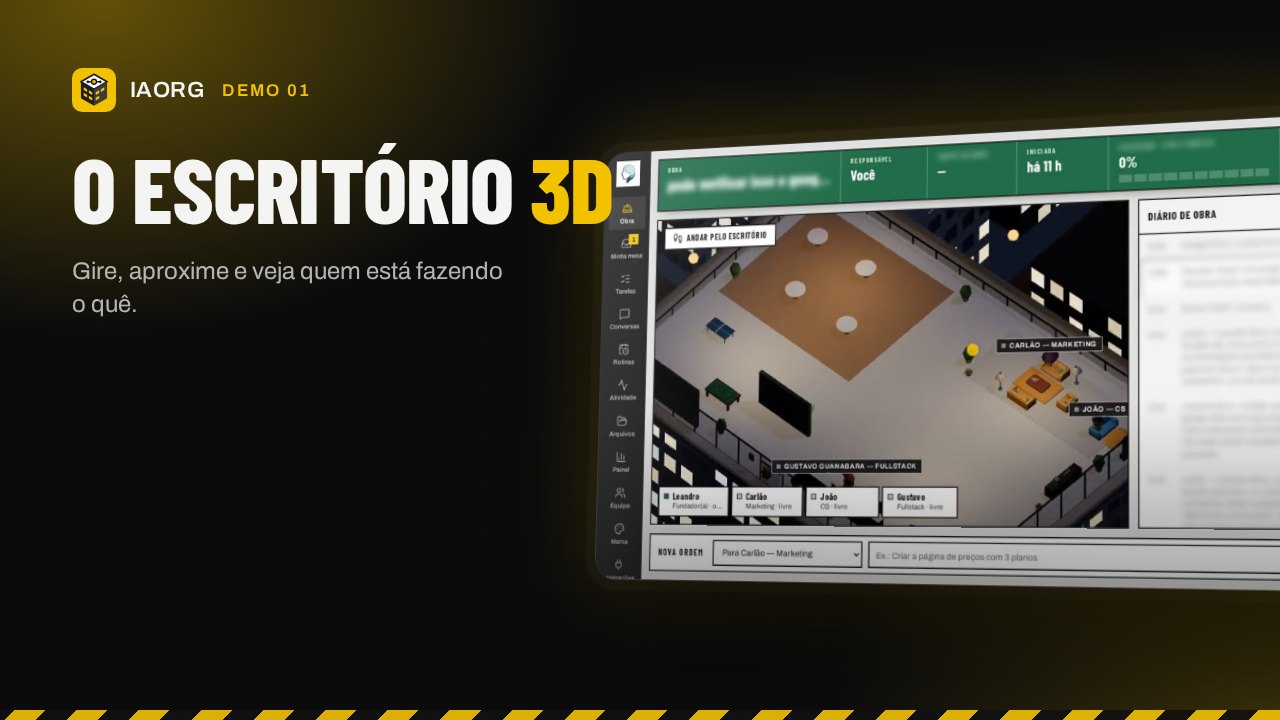 IAORG DEMO 01
O ESCRITÓRIO 3D
Gire, aproxime e veja quem está fazendo
o quê.
Obra
Minha mesa
Tarefas
Conversas
Rotinas
Atividade
Arquivos
Painel
Equipe
Marca
OBRA
RESPONSÁVEL
Você
—
INICIADA
há 11 h
0%
ANDAR PELO ESCRITÓRIO
CARLÃO — MARKETING
JOÃO — CS
GUSTAVO GUANABARA — FULLSTACK
Leandro
Fundador(a) · o...
Carlão
Marketing · livre
João
CS · livre
Gustavo
Fullstack · livre
DIÁRIO DE OBRA
NOVA ORDEM
Para Carlão — Marketing
Ex.: Criar a página de preços com 3 planos